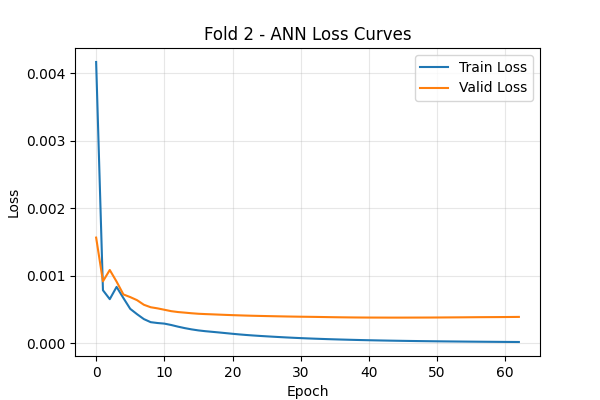 Fold 2 - ANN Loss Curves
Train Loss
Valid Loss
0.004
0.003
0.002
0.001
0.000
Loss
0 10 20 30 40 50 60
Epoch